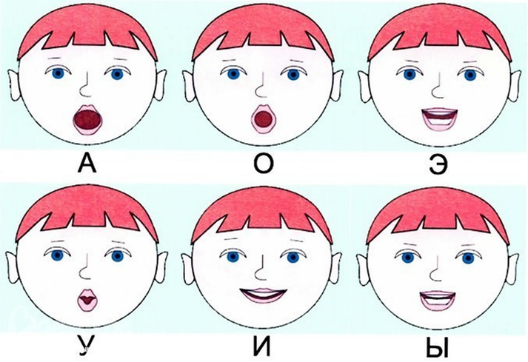 А О Э
У И Ы